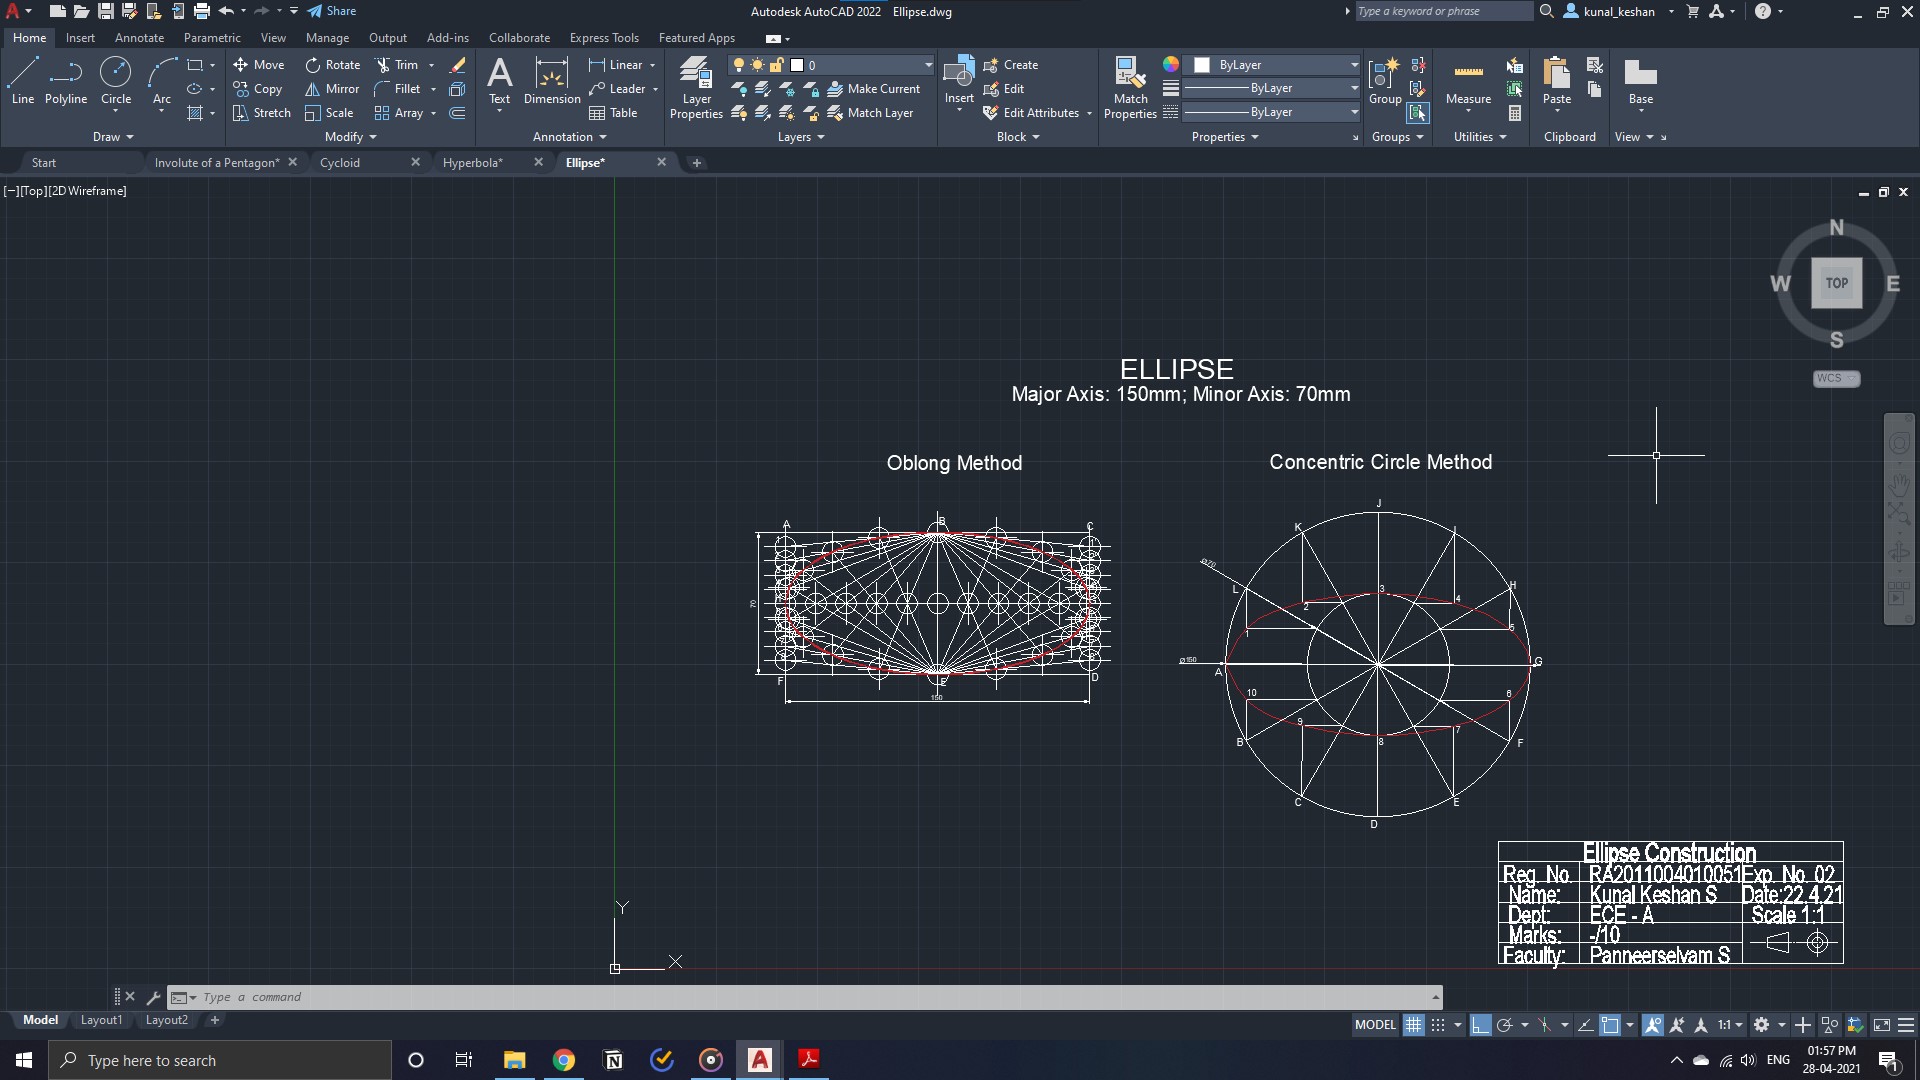 Share
Autodesk AutoCAD 2022 Ellipse.dwg
Type a keyword or phrase
kunal_keshan
Home Insert Annotate Parametric View Manage Output Add-ins Collaborate Express Tools Featured Apps
Line Polyline Circle Arc
Move Rotate Trim
Copy Mirror Fillet
Stretch Scale Array
Text Dimension
Linear
Leader
Table
Layer Properties
0
Make Current
Match Layer
Insert
Create
Edit
Edit Attributes
Match Properties
ByLayer
ByLayer
ByLayer
Group
Measure
Paste
Base
Draw Modify Annotation Layers Block Properties Groups Utilities Clipboard View
Start Involute of a Pentagon* Cycloid Hyperbola* Ellipse*
[−][Top][2D Wireframe]
N
W TOP E
S
WCS
ELLIPSE
Major Axis: 150mm; Minor Axis: 70mm
Oblong Method
Concentric Circle Method
A B C
70
F E D
150
J
K I
Ø70
L H
3
2 4
1 5
Ø150
A G
10 6
9 7
8
B F
C E
D
Ellipse Construction
Reg. No. RA2011004010051 Exp. No. 02
Name: Kunal Keshan S Date:22.4.21
Dept: ECE - A Scale 1:1
Marks: -/10
Faculty: Panneerselvam S
Y
X
Type a command
Model Layout1 Layout2
MODEL
1:1
Type here to search
ENG
01:57 PM
28-04-2021
1